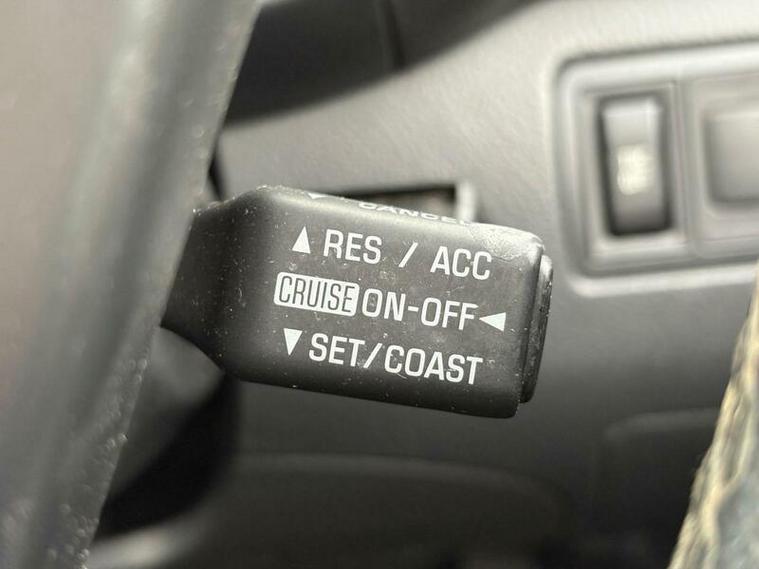 CANCEL
▲ RES / ACC
CRUISE ON-OFF ◄
▼ SET/COAST